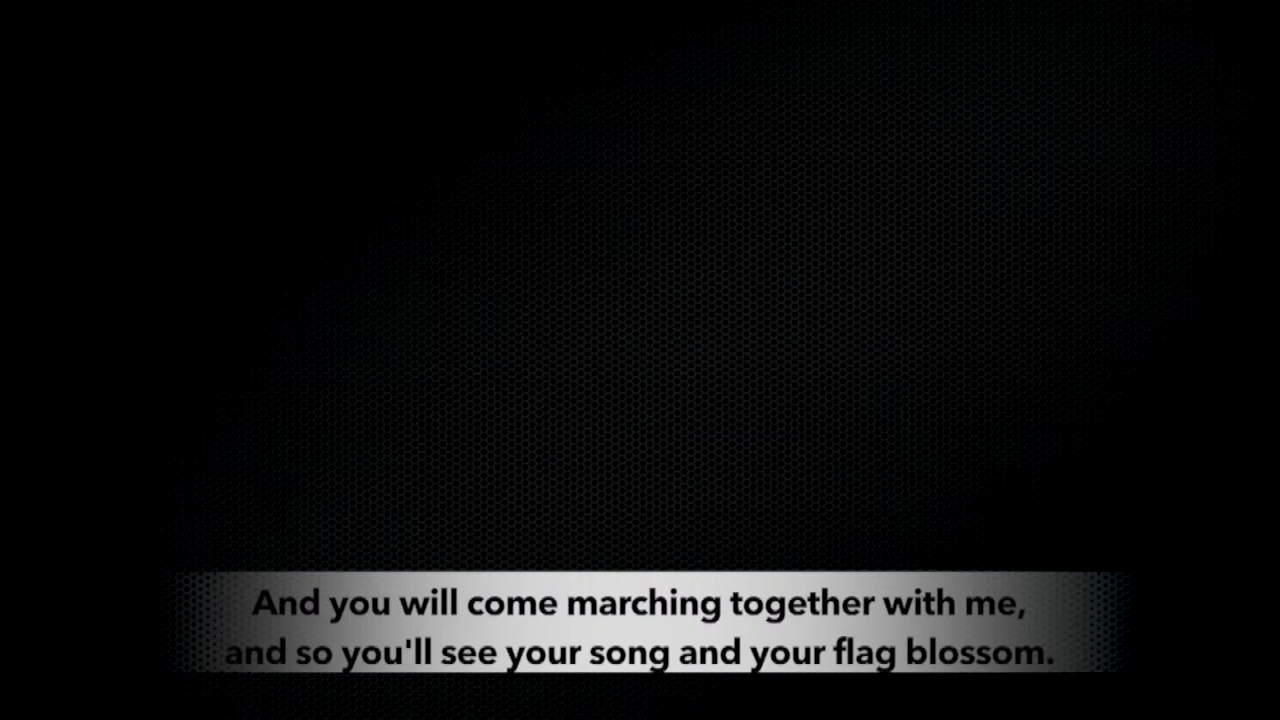 And you will come marching together with me,
and so you'll see your song and your flag blossom.